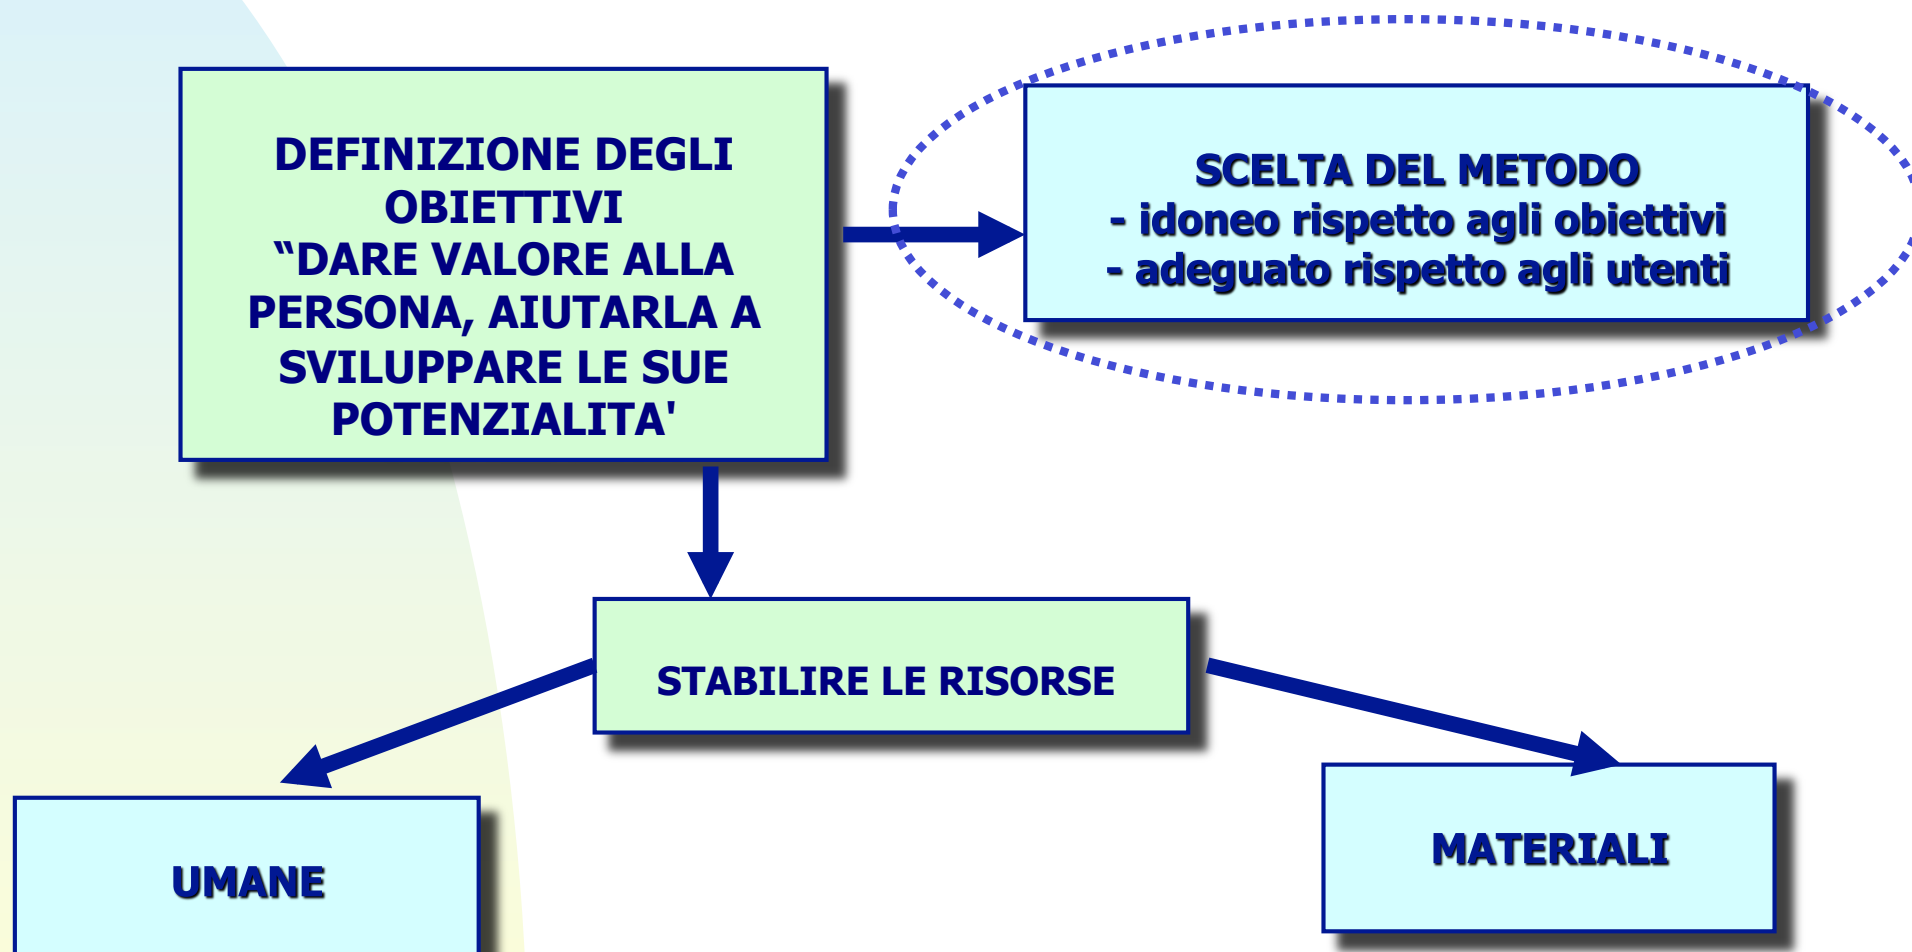 DEFINIZIONE DEGLI
OBIETTIVI
“DARE VALORE ALLA
PERSONA, AIUTARLA A
SVILUPPARE LE SUE
POTENZIALITA'
SCELTA DEL METODO
- idoneo rispetto agli obiettivi
- adeguato rispetto agli utenti
STABILIRE LE RISORSE
UMANE
MATERIALI